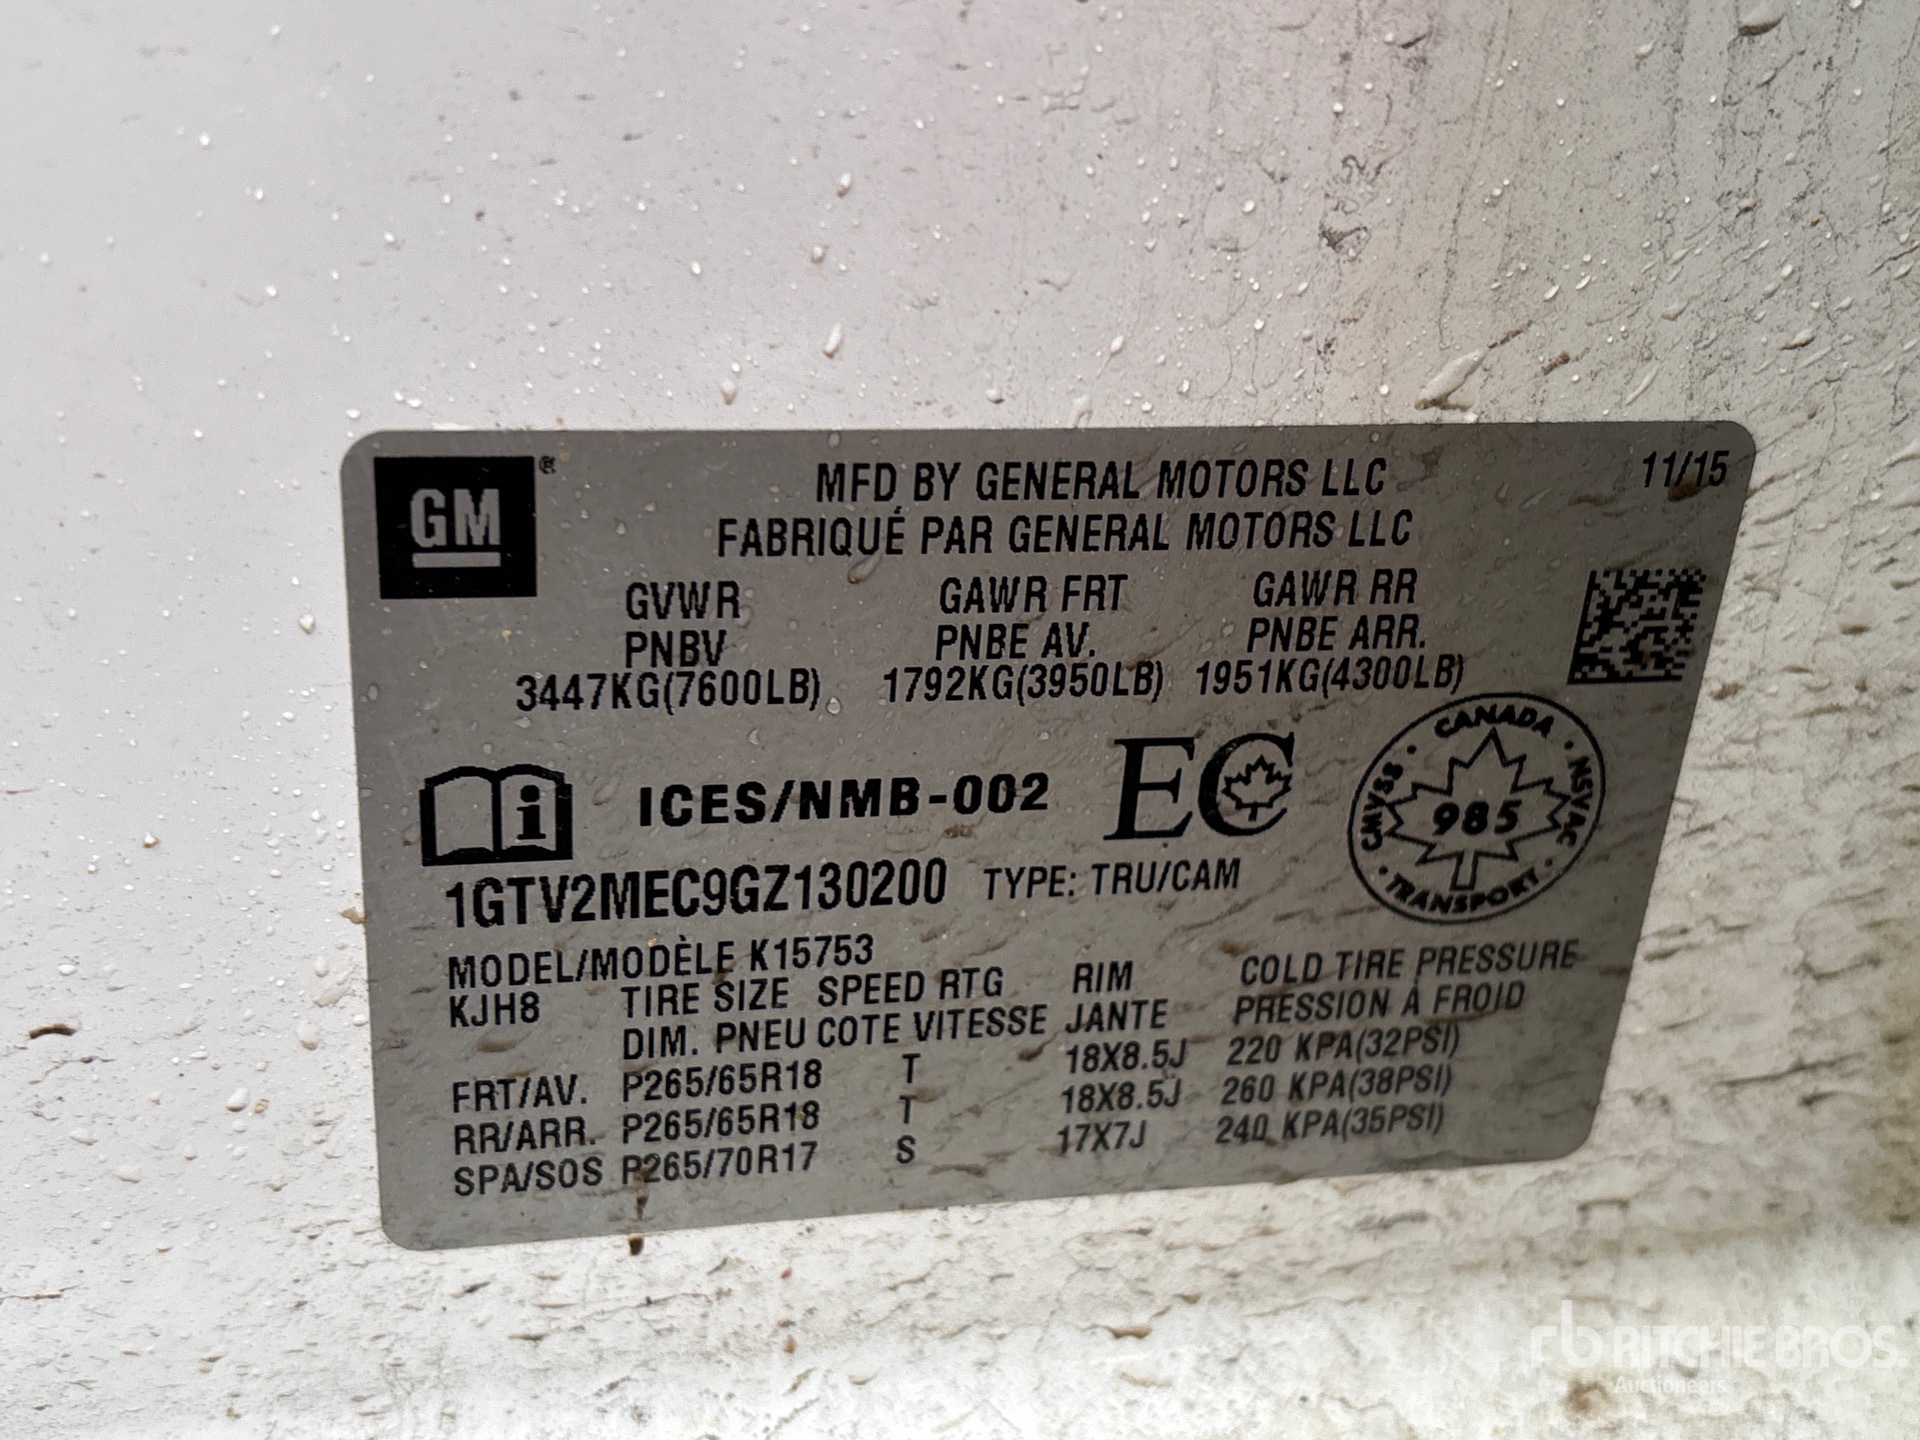 GM
MFD BY GENERAL MOTORS LLC
11/15
FABRIQUÉ PAR GENERAL MOTORS LLC
GVWR GAWR FRT GAWR RR
PNBV PNBE AV. PNBE ARR.
3447KG(7600LB) 1792KG(3950LB) 1951KG(4300LB)
i ICES/NMB-002 EC
CANADA
CMVSS 985 NSVAC
TRANSPORT
1GTV2MEC9GZ130200 TYPE: TRU/CAM
MODEL/MODÈLE K15753
KJH8 TIRE SIZE SPEED RTG RIM COLD TIRE PRESSURE
DIM. PNEU COTE VITESSE JANTE PRESSION À FROID
FRT/AV. P265/65R18 T 18X8.5J 220 KPA(32PSI)
RR/ARR. P265/65R18 T 18X8.5J 260 KPA(38PSI)
SPA/SOS P265/70R17 S 17X7J 240 KPA(35PSI)
rb RITCHIE BROS.
Auctioneers